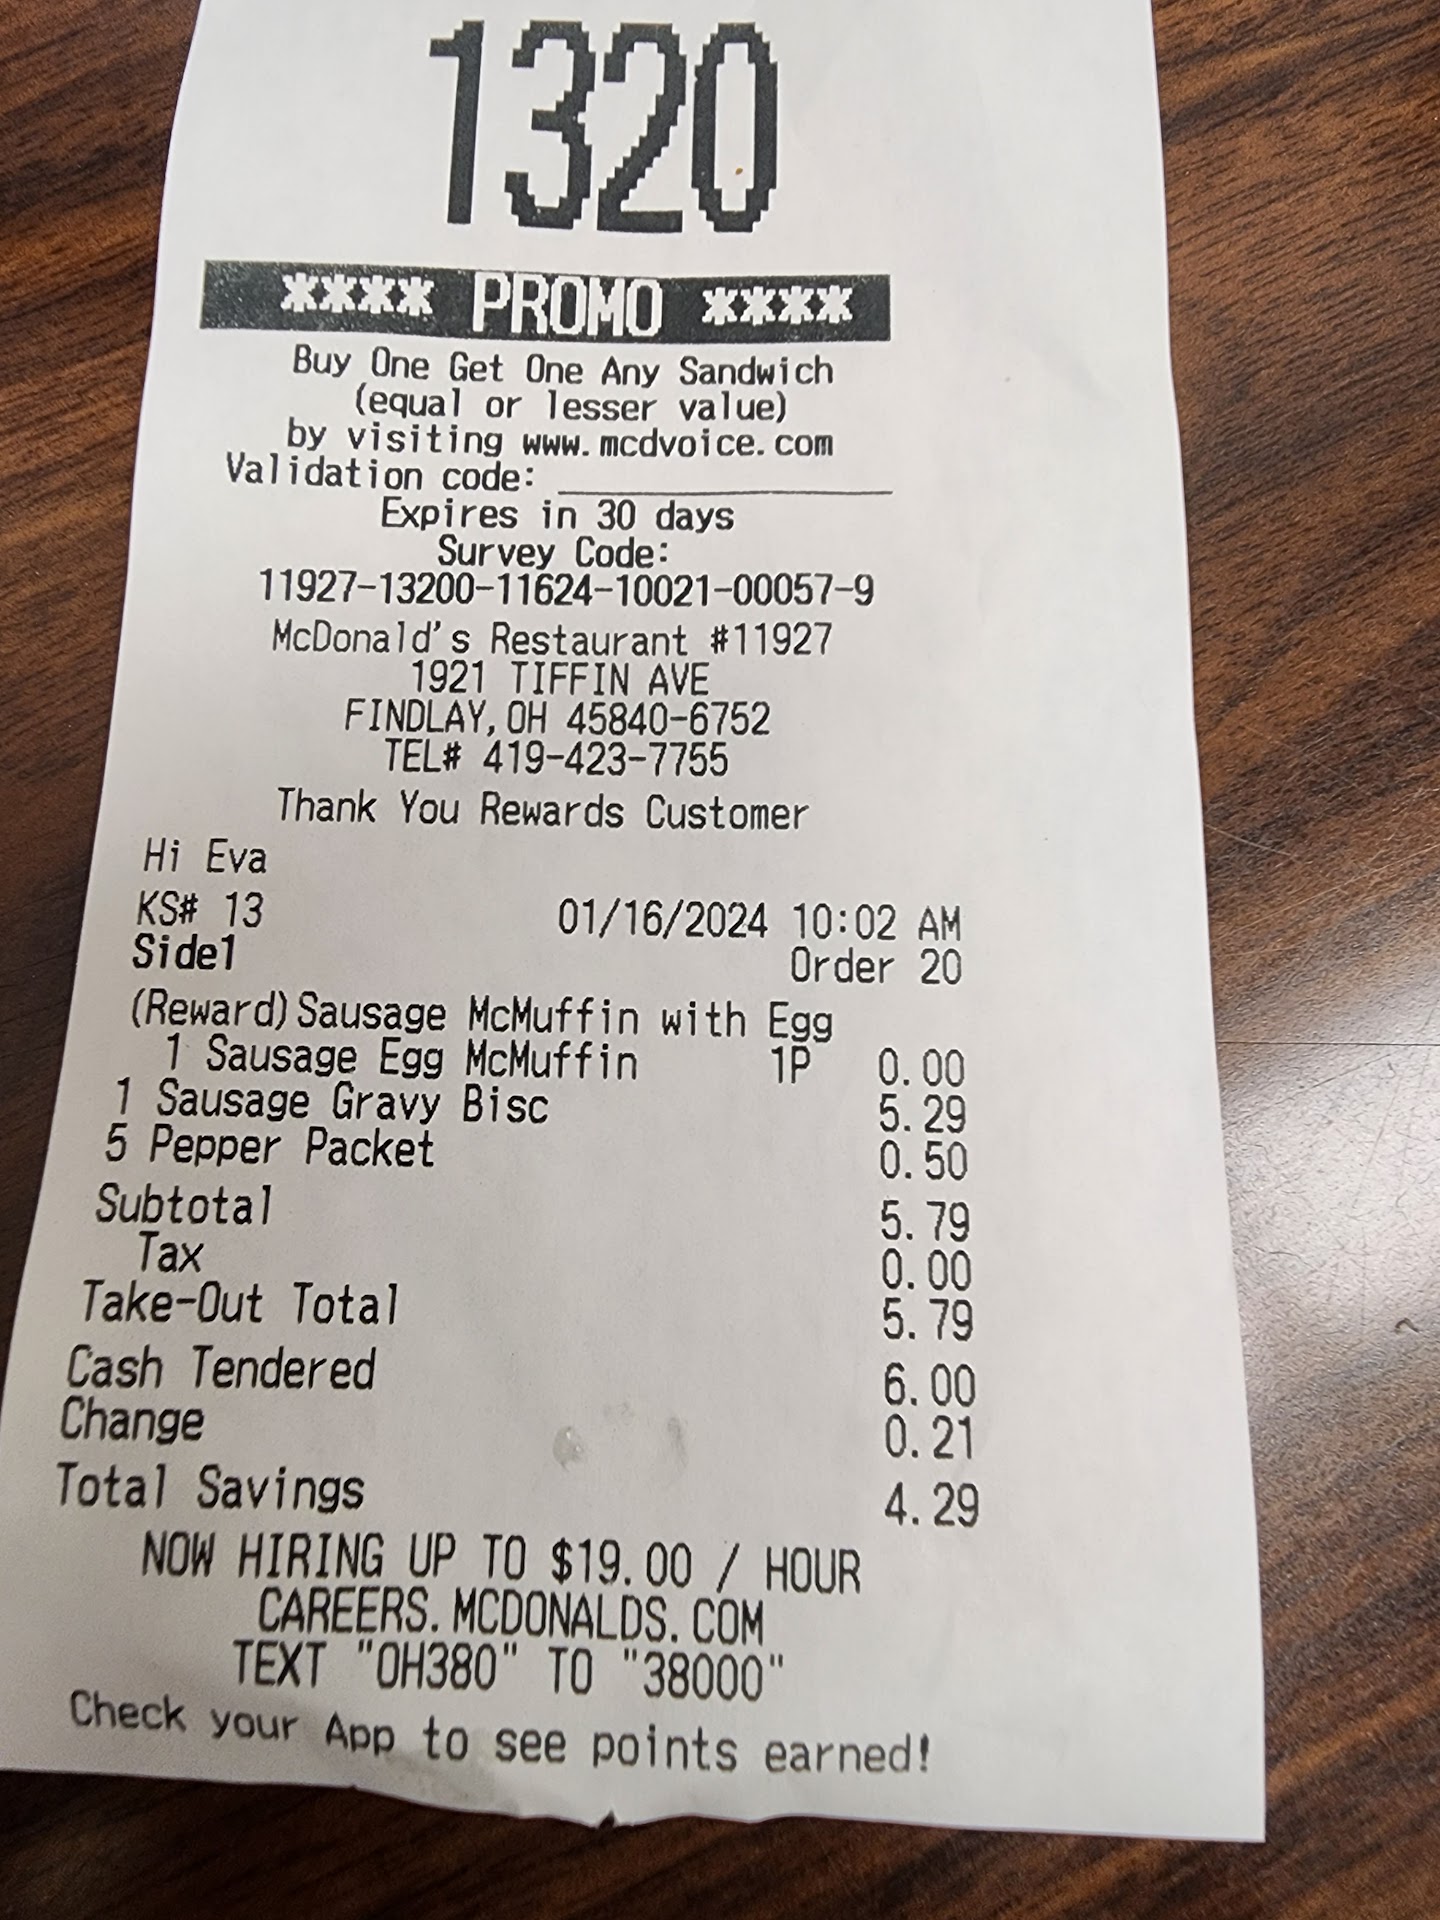 1320
**** PROMO ****
Buy One Get One Any Sandwich
(equal or lesser value)
by visiting www.mcdvoice.com
Validation code: ________________
Expires in 30 days
Survey Code:
11927-13200-11624-10021-00057-9
McDonald's Restaurant #11927
1921 TIFFIN AVE
FINDLAY, OH 45840-6752
TEL# 419-423-7755
Thank You Rewards Customer
Hi Eva
KS# 13 01/16/2024 10:02 AM
Side1 Order 20
(Reward) Sausage McMuffin with Egg
1 Sausage Egg McMuffin 1P 0.00
1 Sausage Gravy Bisc 5.29
5 Pepper Packet 0.50
Subtotal 5.79
Tax 0.00
Take-Out Total 5.79
Cash Tendered 6.00
Change 0.21
Total Savings 4.29
NOW HIRING UP TO $19.00 / HOUR
CAREERS.MCDONALDS.COM
TEXT "OH380" TO "38000"
Check your App to see points earned!